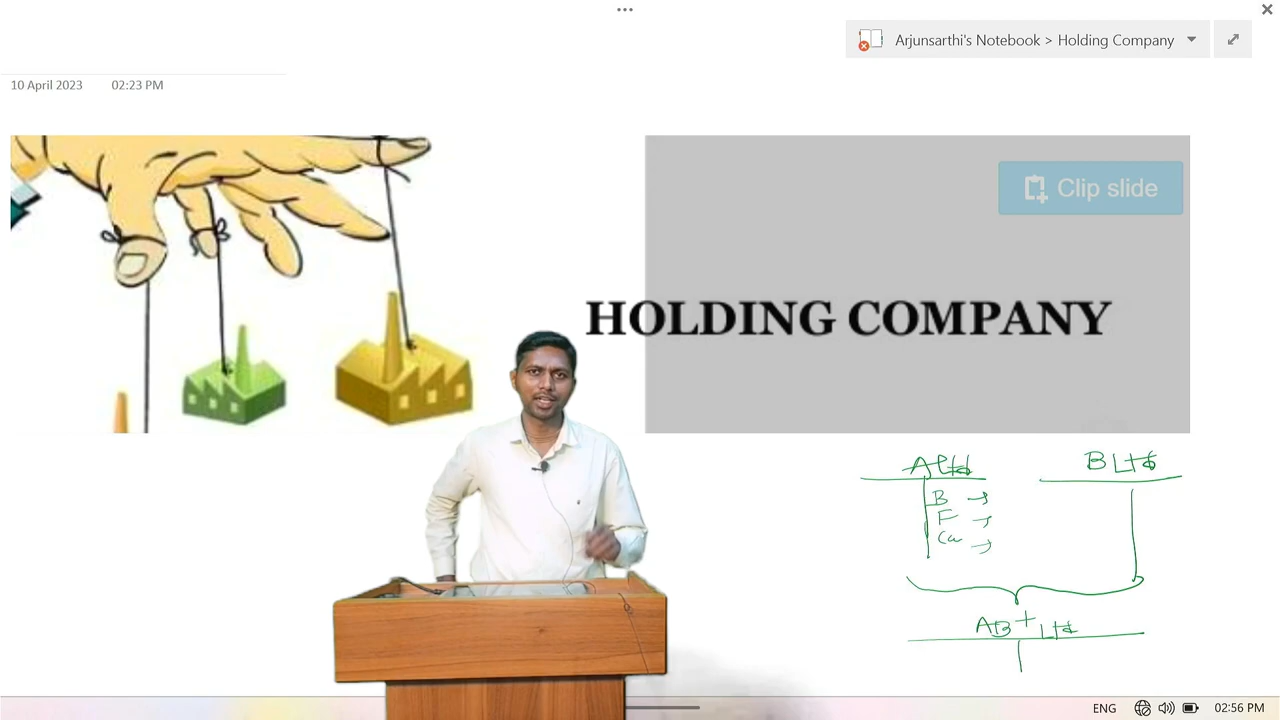 Arjunsarthi's Notebook > Holding Company
10 April 2023 02:23 PM
Clip slide
HOLDING COMPANY
A Ltd B Ltd
B →
F →
Ca →
AB + Ltd
ENG 02:56 PM